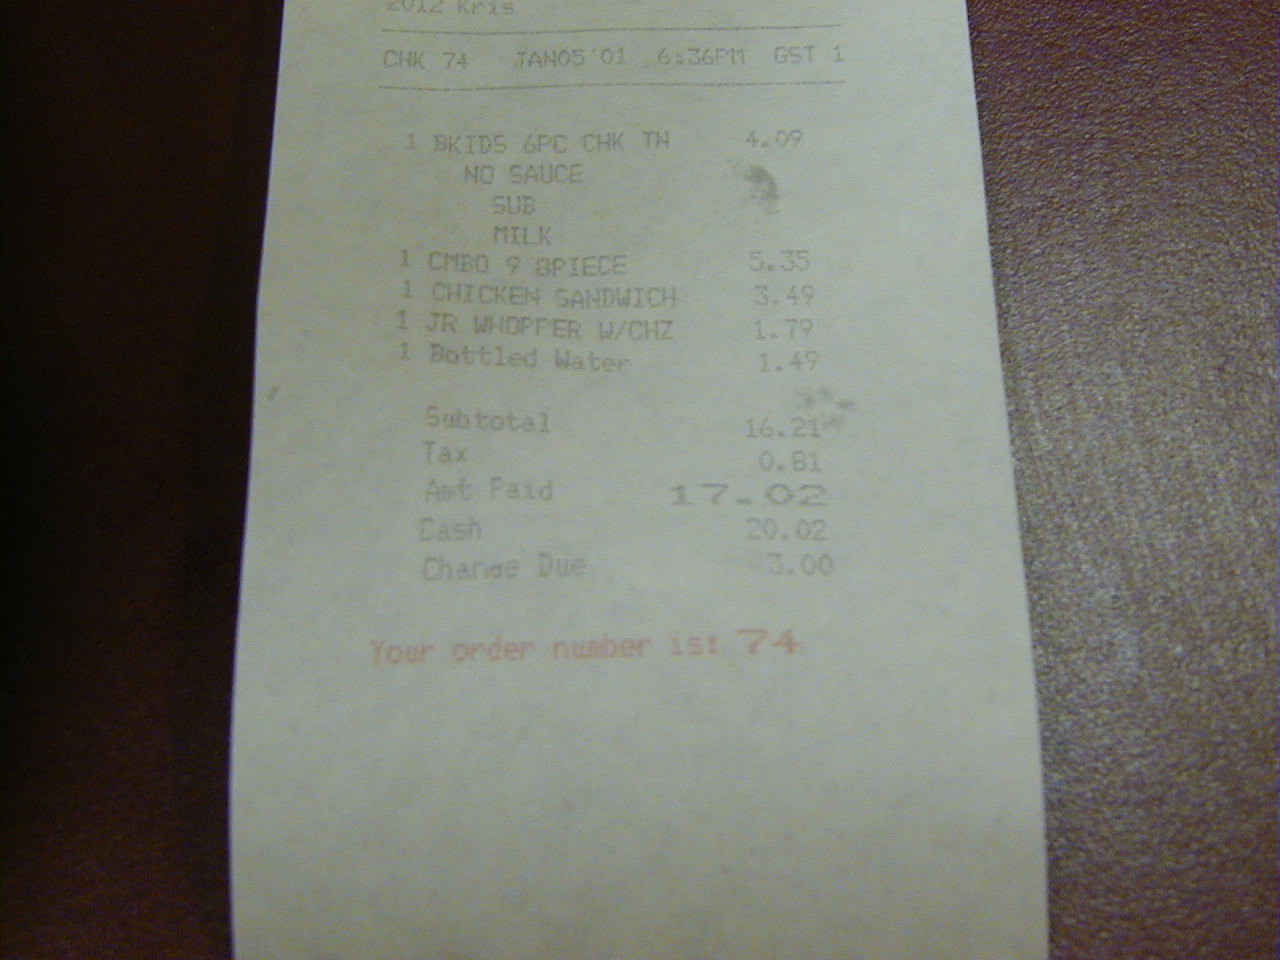 2012 Kris
CHK 74 JAN05'01 6:36PM GST 1
1 BKIDS 6PC CHK TN 4.09
NO SAUCE
SUB
MILK
1 CMBO 9 8PIECE 5.35
1 CHICKEN SANDWICH 3.49
1 JR WHOPPER W/CHZ 1.79
1 Bottled Water 1.49
Subtotal 16.21
Tax 0.81
Amt Paid 17.02
Cash 20.02
Change Due 3.00
Your order number is: 74